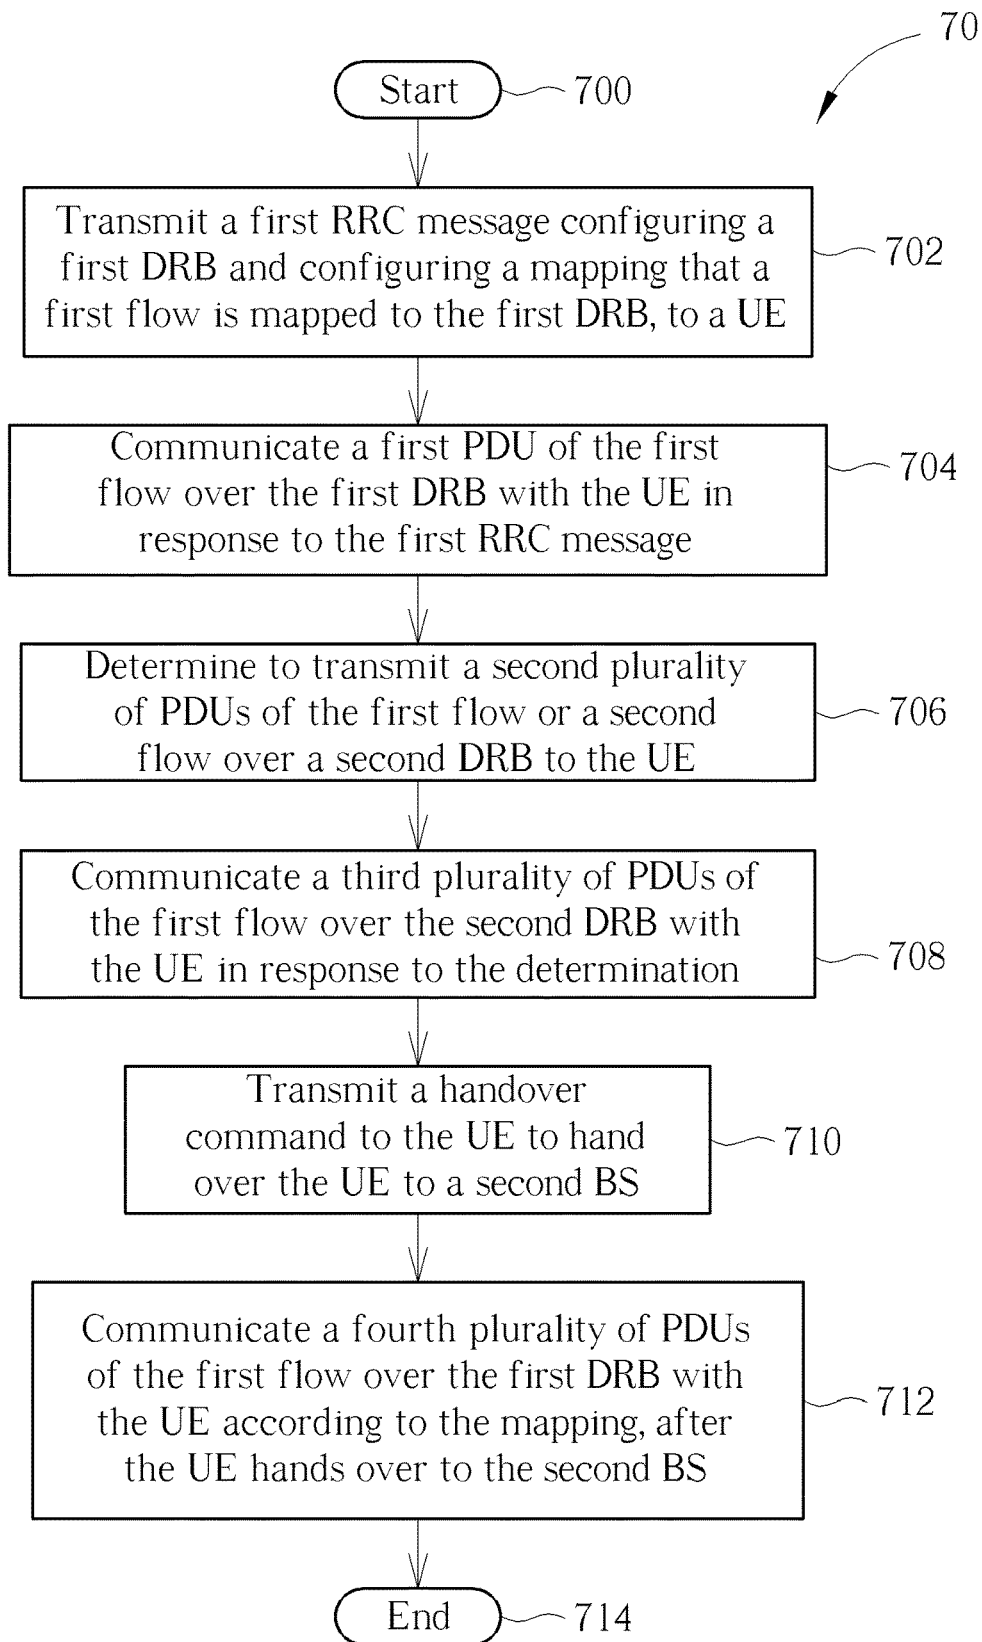 70
Start
700
Transmit a first RRC message configuring a
first DRB and configuring a mapping that a
first flow is mapped to the first DRB, to a UE
702
Communicate a first PDU of the first
flow over the first DRB with the UE in
response to the first RRC message
704
Determine to transmit a second plurality
of PDUs of the first flow or a second
flow over a second DRB to the UE
706
Communicate a third plurality of PDUs of
the first flow over the second DRB with
the UE in response to the determination
708
Transmit a handover
command to the UE to hand
over the UE to a second BS
710
Communicate a fourth plurality of PDUs
of the first flow over the first DRB with
the UE according to the mapping, after
the UE hands over to the second BS
712
End
714